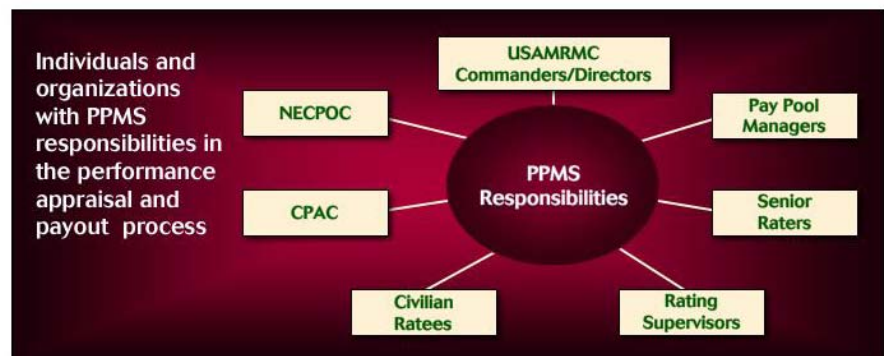 Individuals and
organizations
with PPMS
responsibilities in
the performance
appraisal and
payout process
USAMRMC
Commanders/Directors
NECPOC
Pay Pool
Managers
PPMS
Responsibilities
CPAC
Senior
Raters
Civilian
Ratees
Rating
Supervisors